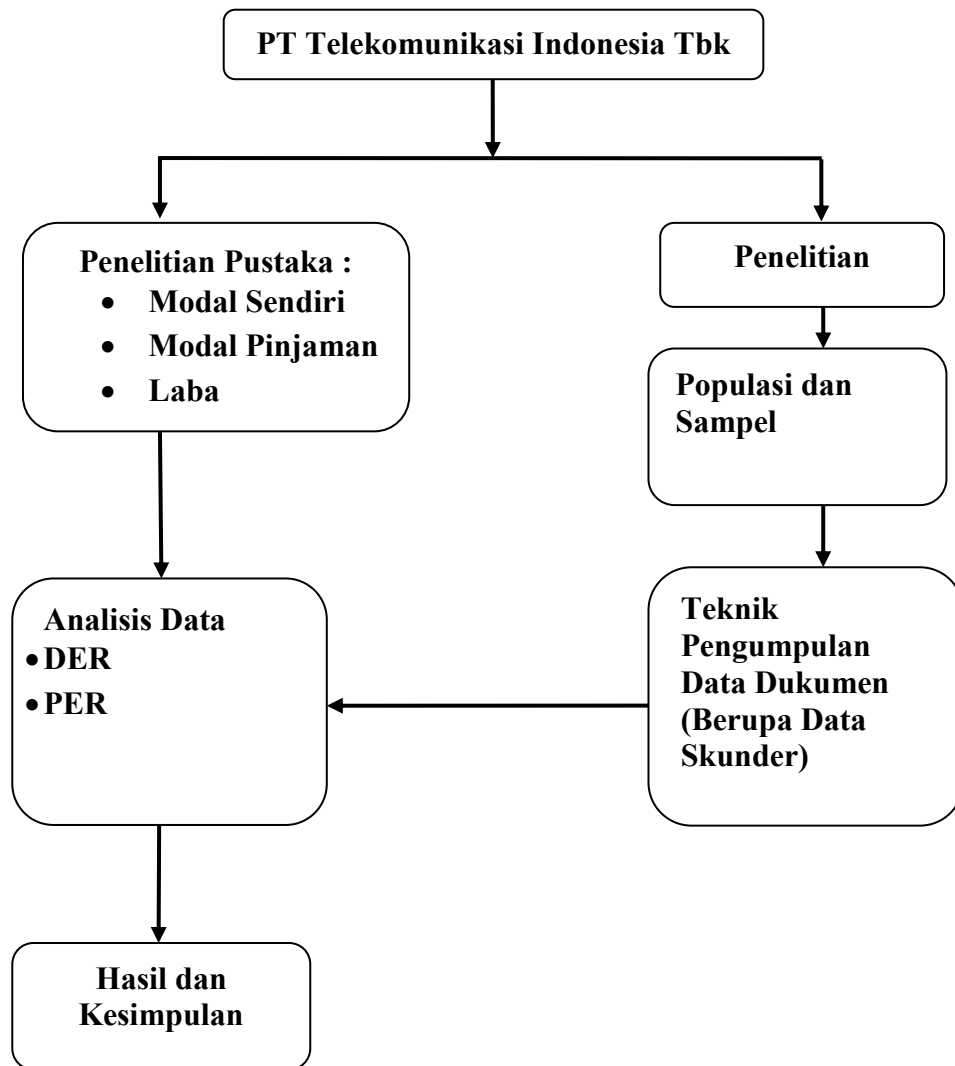 PT Telekomunikasi Indonesia Tbk
Penelitian Pustaka :
• Modal Sendiri
• Modal Pinjaman
• Laba
Penelitian
Populasi dan
Sampel
Analisis Data
• DER
• PER
Teknik
Pengumpulan
Data Dukumen
(Berupa Data
Skunder)
Hasil dan
Kesimpulan